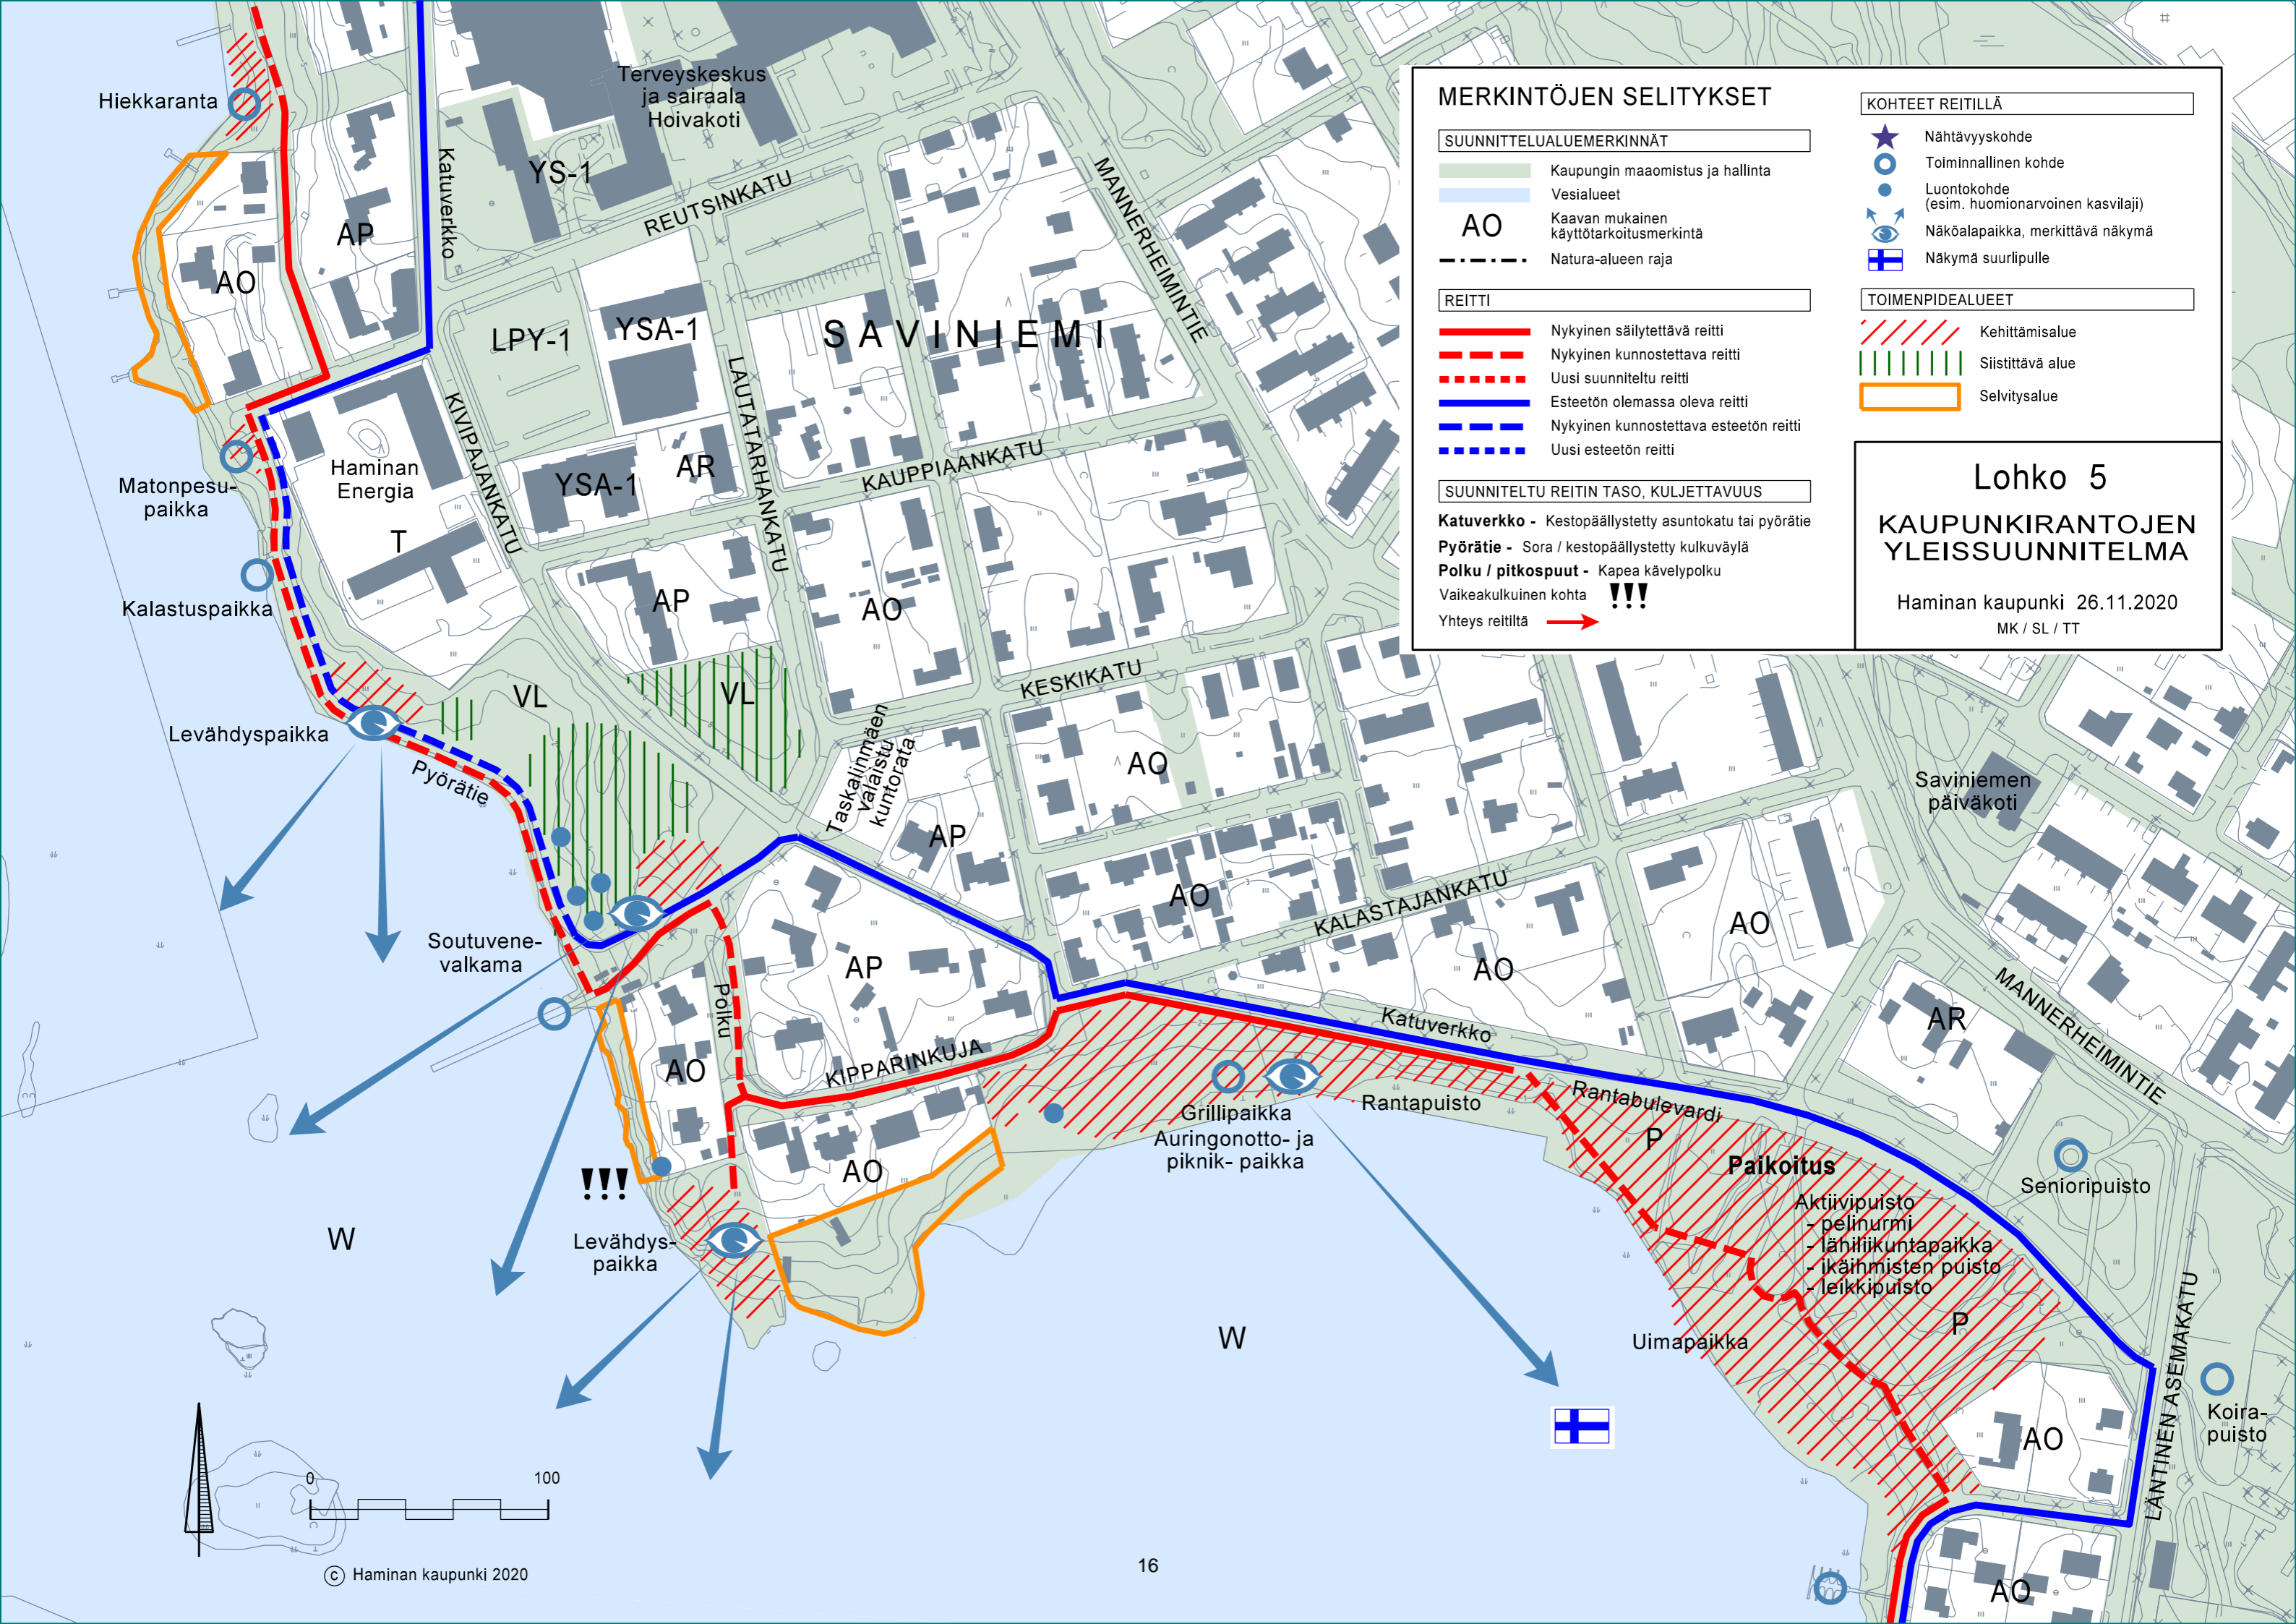 Hiekkaranta
Terveyskeskus
ja sairaala
Hoivakoti
YS-1
Katuverkko
AP
AO
REUTSINKATU
MANNERHEIMINTIE
LPY-1
YSA-1
SAVINIEMI
LAUTATARHANKATU
KIVIPAJANKATU
Haminan
Energia
T
YSA-1
AR
KAUPPIAANKATU
Matonpesu-
paikka
Kalastuspaikka
AP
AO
KESKIKATU
Levähdyspaikka
VL
VL
Pyörätie
Taskalinmäen
valaistu
kuntorata
AO
AP
AO
KALASTAJANKATU
Saviniemen
päiväkoti
AO
AO
AR
MANNERHEIMINTIE
Soutuvene-
valkama
AP
Polku
AO
KIPPARINKUJA
Katuverkko
Rantabulevardi
Grillipaikka
Auringonotto- ja
piknik- paikka
Rantapuisto
P
Paikoitus
Aktiivipuisto
- pelinurmi
- lähiliikuntapaikka
- ikäihmisten puisto
- leikkipuisto
P
Senioripuisto
AO
!!!
Levähdys-
paikka
W
W
Uimapaikka
LÄNTINEN ASEMAKATU
Koira-
puisto
AO
AO
0 100
© Haminan kaupunki 2020
16
MERKINTÖJEN SELITYKSET
SUUNNITTELUALUEMERKINNÄT
Kaupungin maaomistus ja hallinta
Vesialueet
AO Kaavan mukainen
käyttötarkoitusmerkintä
Natura-alueen raja
REITTI
Nykyinen säilytettävä reitti
Nykyinen kunnostettava reitti
Uusi suunniteltu reitti
Esteetön olemassa oleva reitti
Nykyinen kunnostettava esteetön reitti
Uusi esteetön reitti
SUUNNITELTU REITIN TASO, KULJETTAVUUS
Katuverkko - Kestopäällystetty asuntokatu tai pyörätie
Pyörätie - Sora / kestopäällystetty kulkuväylä
Polku / pitkospuut - Kapea kävelypolku
Vaikeakulkuinen kohta !!!
Yhteys reitiltä
KOHTEET REITILLÄ
Nähtävyyskohde
Toiminnallinen kohde
Luontokohde
(esim. huomionarvoinen kasvilaji)
Näköalapaikka, merkittävä näkymä
Näkymä suurlipulle
TOIMENPIDEALUEET
Kehittämisalue
Siistittävä alue
Selvitysalue
Lohko 5
KAUPUNKIRANTOJEN
YLEISSUUNNITELMA
Haminan kaupunki 26.11.2020
MK / SL / TT